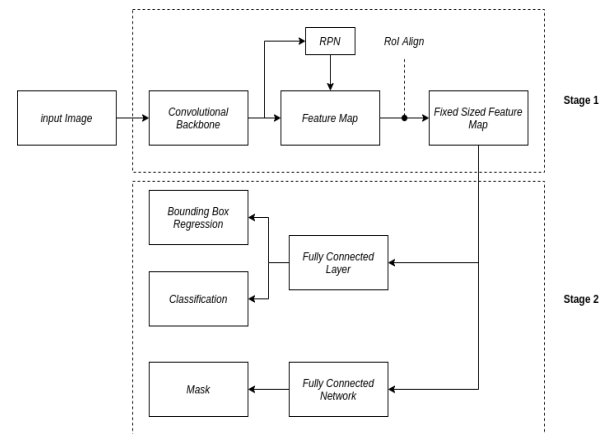 RPN
RoI Align
input Image
Convolutional
Backbone
Feature Map
Fixed Sized Feature
Map
Stage 1
Bounding Box
Regression
Fully Connected
Layer
Classification
Stage 2
Mask
Fully Connected
Network